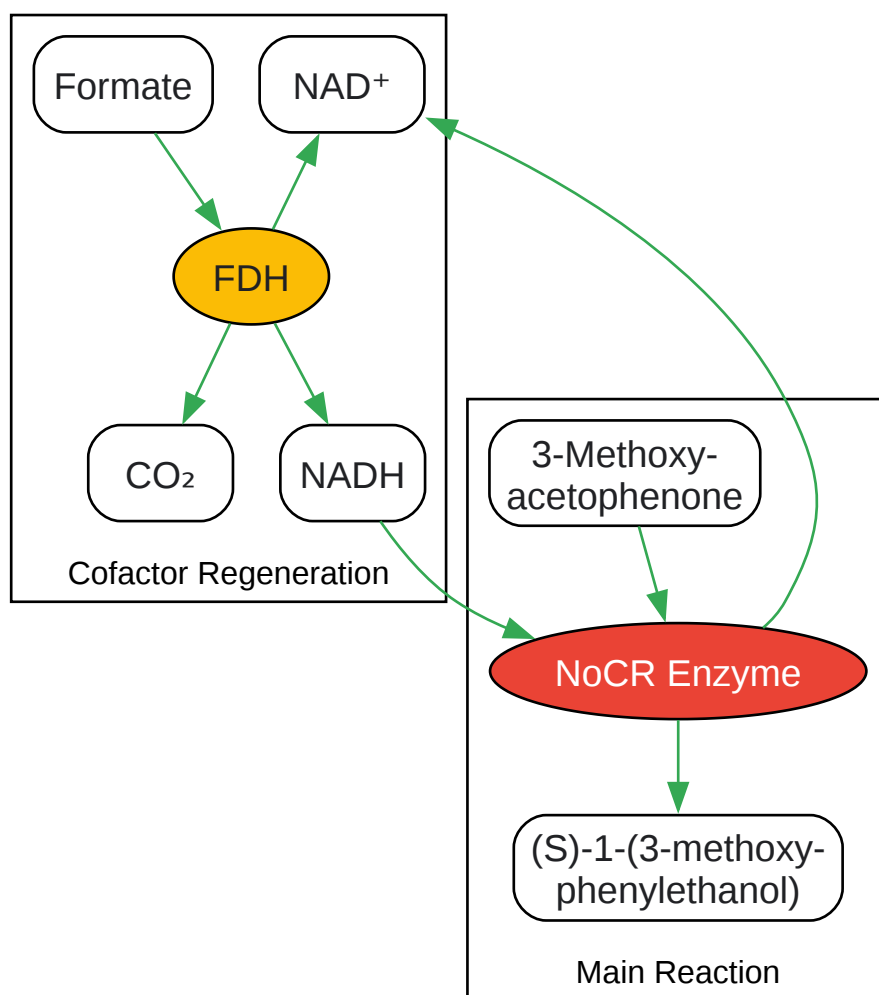 Formate
NAD⁺
FDH
CO₂
NADH
Cofactor Regeneration
3-Methoxy-
acetophenone
NoCR Enzyme
(S)-1-(3-methoxy-
phenylethanol)
Main Reaction